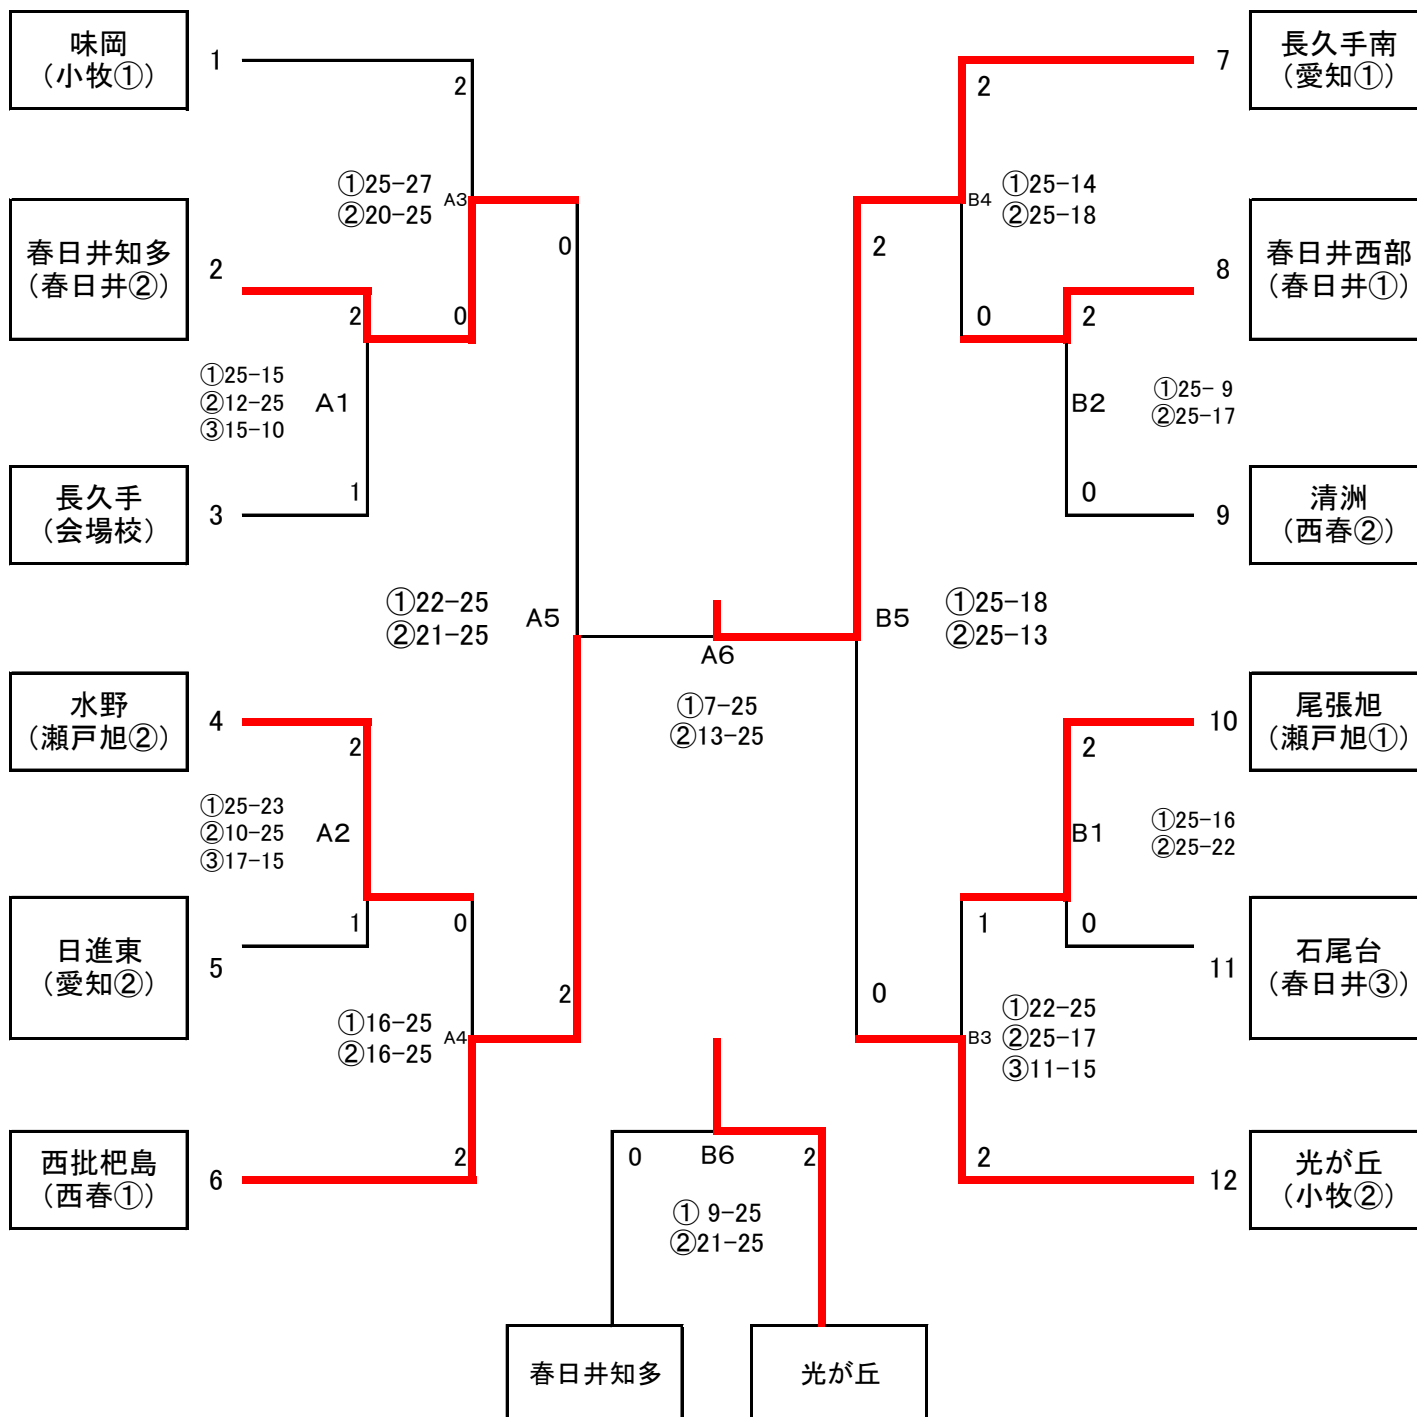 味岡
（小牧①）
1
2
①25-27
②20-25
A3
春日井知多
（春日井②）
2
2
0
0
①25-15
②12-25
③15-10
A1
長久手
（会場校）
3
1
①22-25
②21-25
A5
水野
（瀬戸旭②）
4
2
①25-23
②10-25
③17-15
A2
日進東
（愛知②）
5
1
0
①16-25
②16-25
A4
2
西批杷島
（西春①）
6
2
A6
①7-25
②13-25
長久手南
（愛知①）
7
2
①25-14
②25-18
B4
2
春日井西部
（春日井①）
8
0
2
B2
①25- 9
②25-17
清洲
（西春②）
9
0
B5
①25-18
②25-13
尾張旭
（瀬戸旭①）
10
2
B1
①25-16
②25-22
石尾台
（春日井③）
11
1
0
0
B3
①22-25
②25-17
③11-15
光が丘
（小牧②）
12
2
0
B6
2
① 9-25
②21-25
春日井知多
光が丘